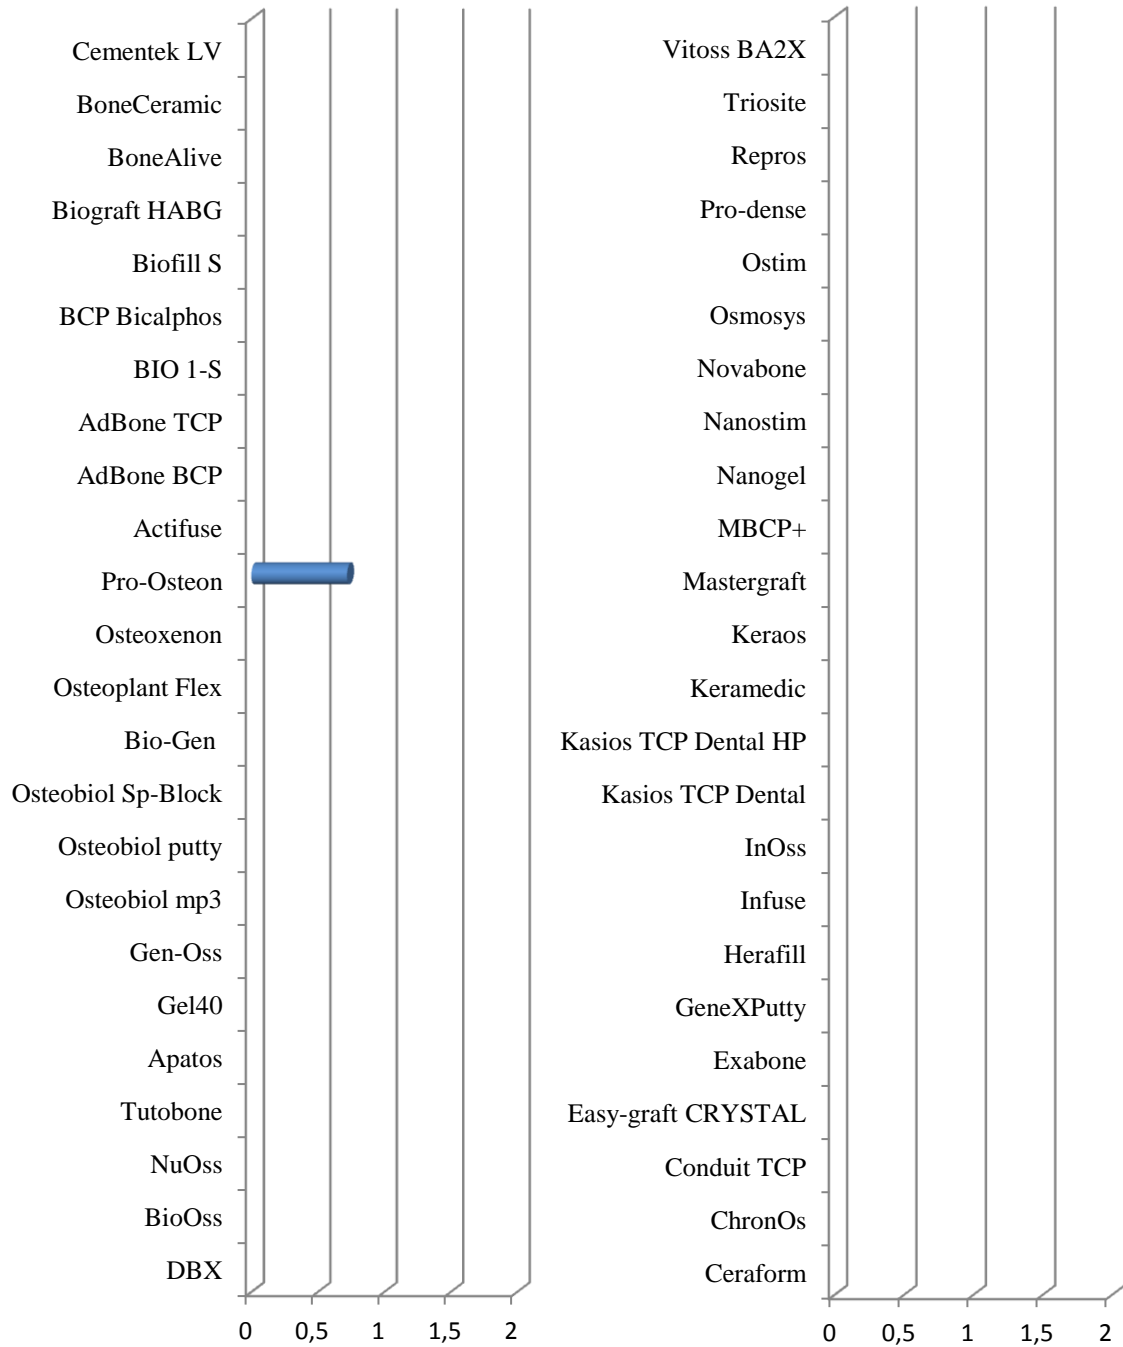 Cementek LV
BoneCeramic
BoneAlive
Biograft HABG
Biofill S
BCP Bicalphos
BIO 1-S
AdBone TCP
AdBone BCP
Actifuse
Pro-Osteon
Osteoxenon
Osteoplant Flex
Bio-Gen
Osteobiol Sp-Block
Osteobiol putty
Osteobiol mp3
Gen-Oss
Gel40
Apatos
Tutobone
NuOss
BioOss
DBX
0 0,5 1 1,5 2
Vitoss BA2X
Triosite
Repros
Pro-dense
Ostim
Osmosys
Novabone
Nanostim
Nanogel
MBCP+
Mastergraft
Keraos
Keramedic
Kasios TCP Dental HP
Kasios TCP Dental
InOss
Infuse
Herafill
GeneXPutty
Exabone
Easy-graft CRYSTAL
Conduit TCP
ChronOs
Ceraform
0 0,5 1 1,5 2